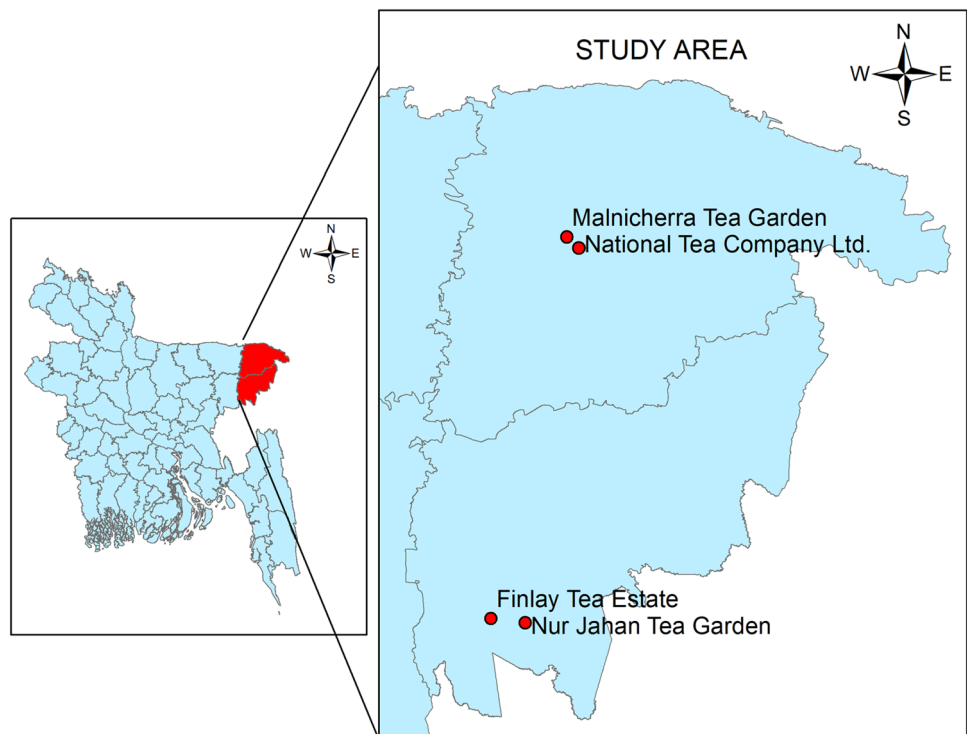 STUDY AREA
N
W E
S
Malnicherra Tea Garden
National Tea Company Ltd.
N
W E
S
Finlay Tea Estate
Nur Jahan Tea Garden